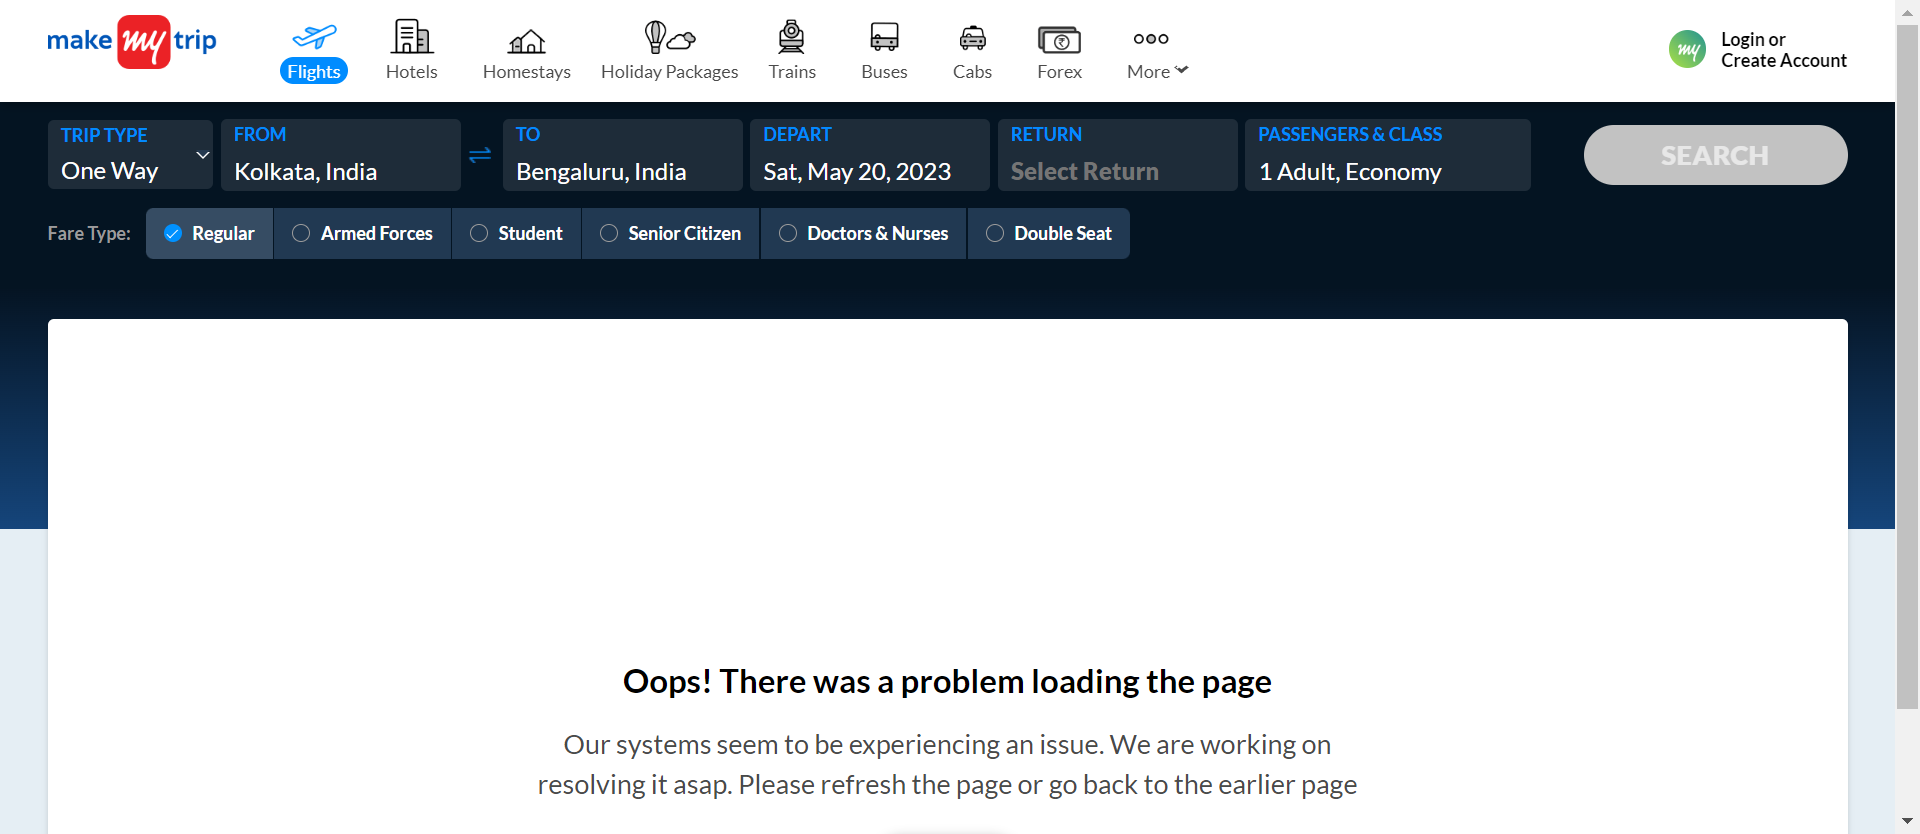 make my trip
Flights
Hotels
Homestays
Holiday Packages
Trains
Buses
Cabs
Forex
More
my
Login or
Create Account
TRIP TYPE
One Way
FROM
Kolkata, India
TO
Bengaluru, India
DEPART
Sat, May 20, 2023
RETURN
Select Return
PASSENGERS & CLASS
1 Adult, Economy
SEARCH
Fare Type:
Regular
Armed Forces
Student
Senior Citizen
Doctors & Nurses
Double Seat
Oops! There was a problem loading the page
Our systems seem to be experiencing an issue. We are working on
resolving it asap. Please refresh the page or go back to the earlier page